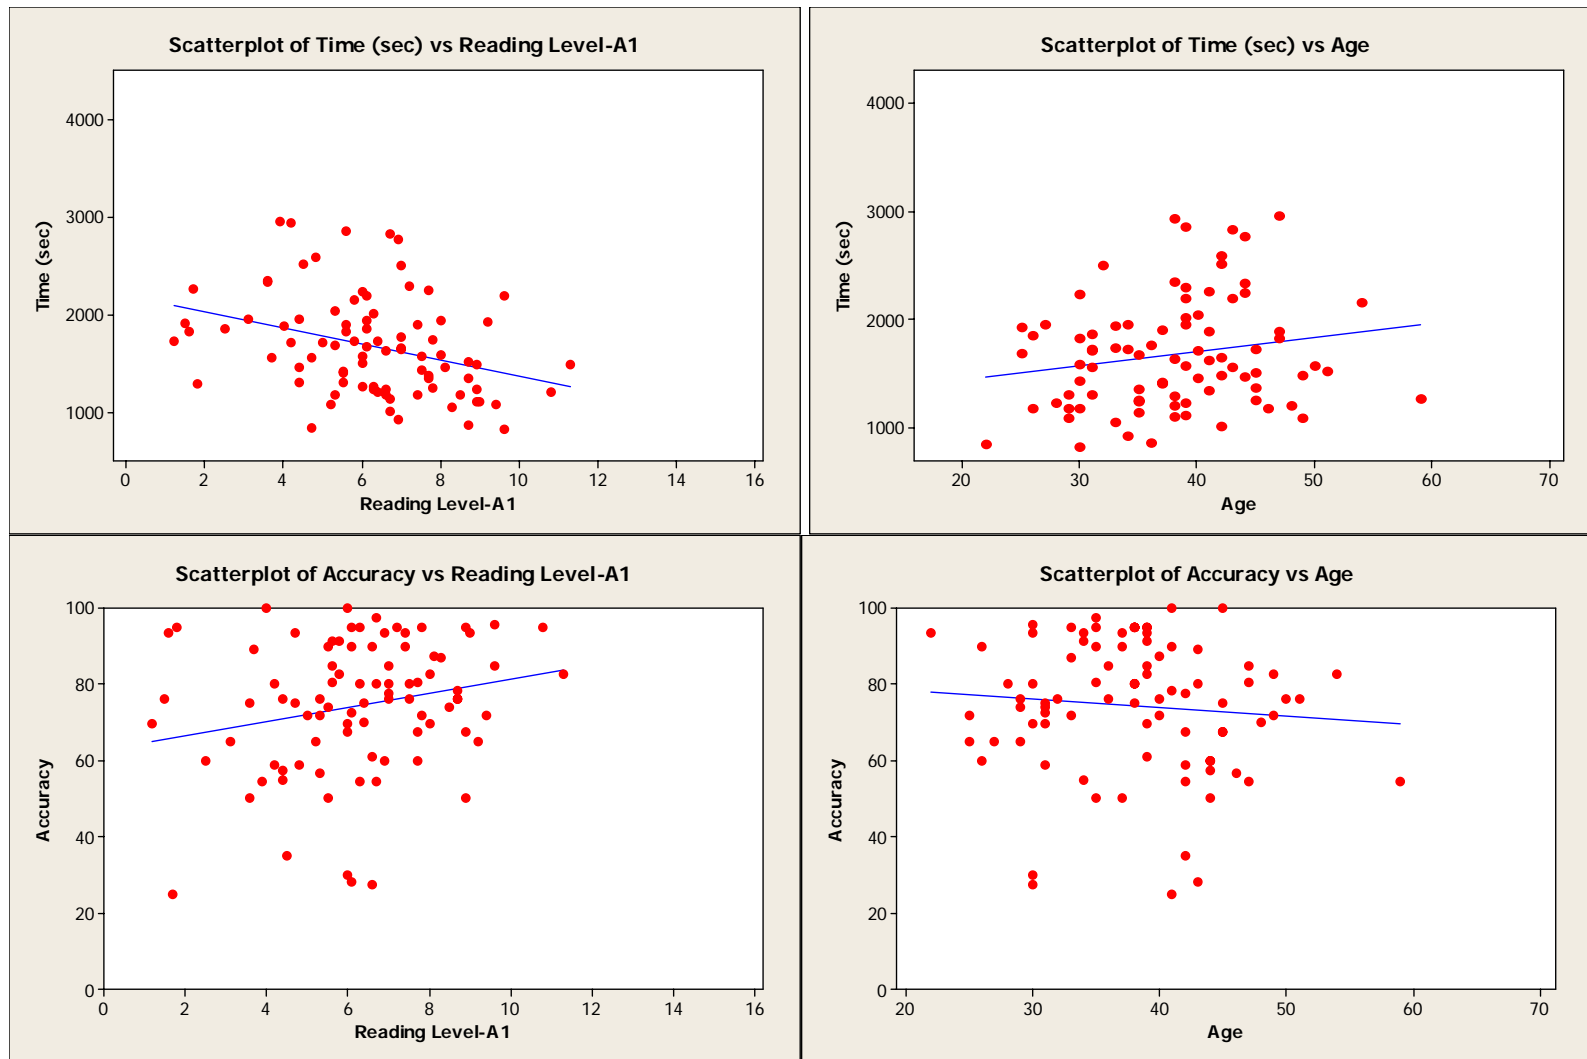 Scatterplot of Time (sec) vs Reading Level-A1
4000
3000
2000
1000
Time (sec)
0 2 4 6 8 10 12 14 16
Reading Level-A1
Scatterplot of Time (sec) vs Age
4000
3000
2000
1000
Time (sec)
20 30 40 50 60 70
Age
Scatterplot of Accuracy vs Reading Level-A1
100
80
60
40
20
0
Accuracy
0 2 4 6 8 10 12 14 16
Reading Level-A1
Scatterplot of Accuracy vs Age
100
80
60
40
20
0
Accuracy
20 30 40 50 60 70
Age